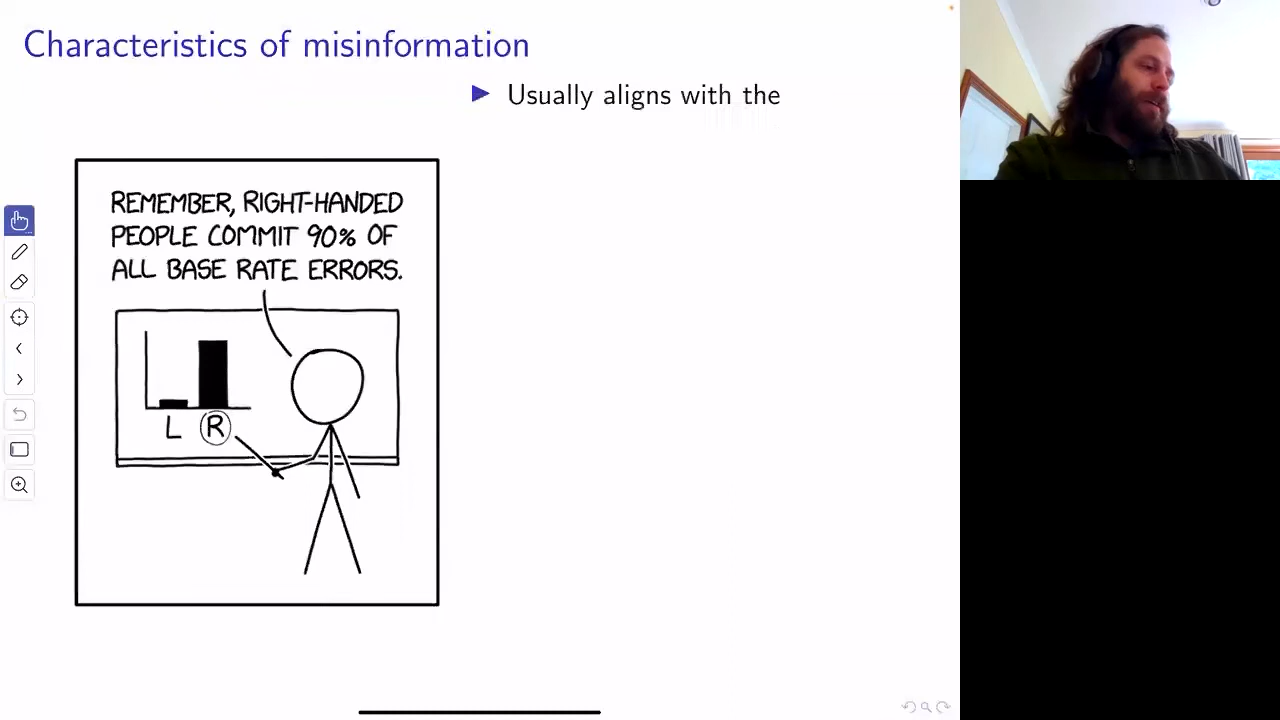 Characteristics of misinformation
Usually aligns with the
REMEMBER, RIGHT-HANDED
PEOPLE COMMIT 90% OF
ALL BASE RATE ERRORS.
L R